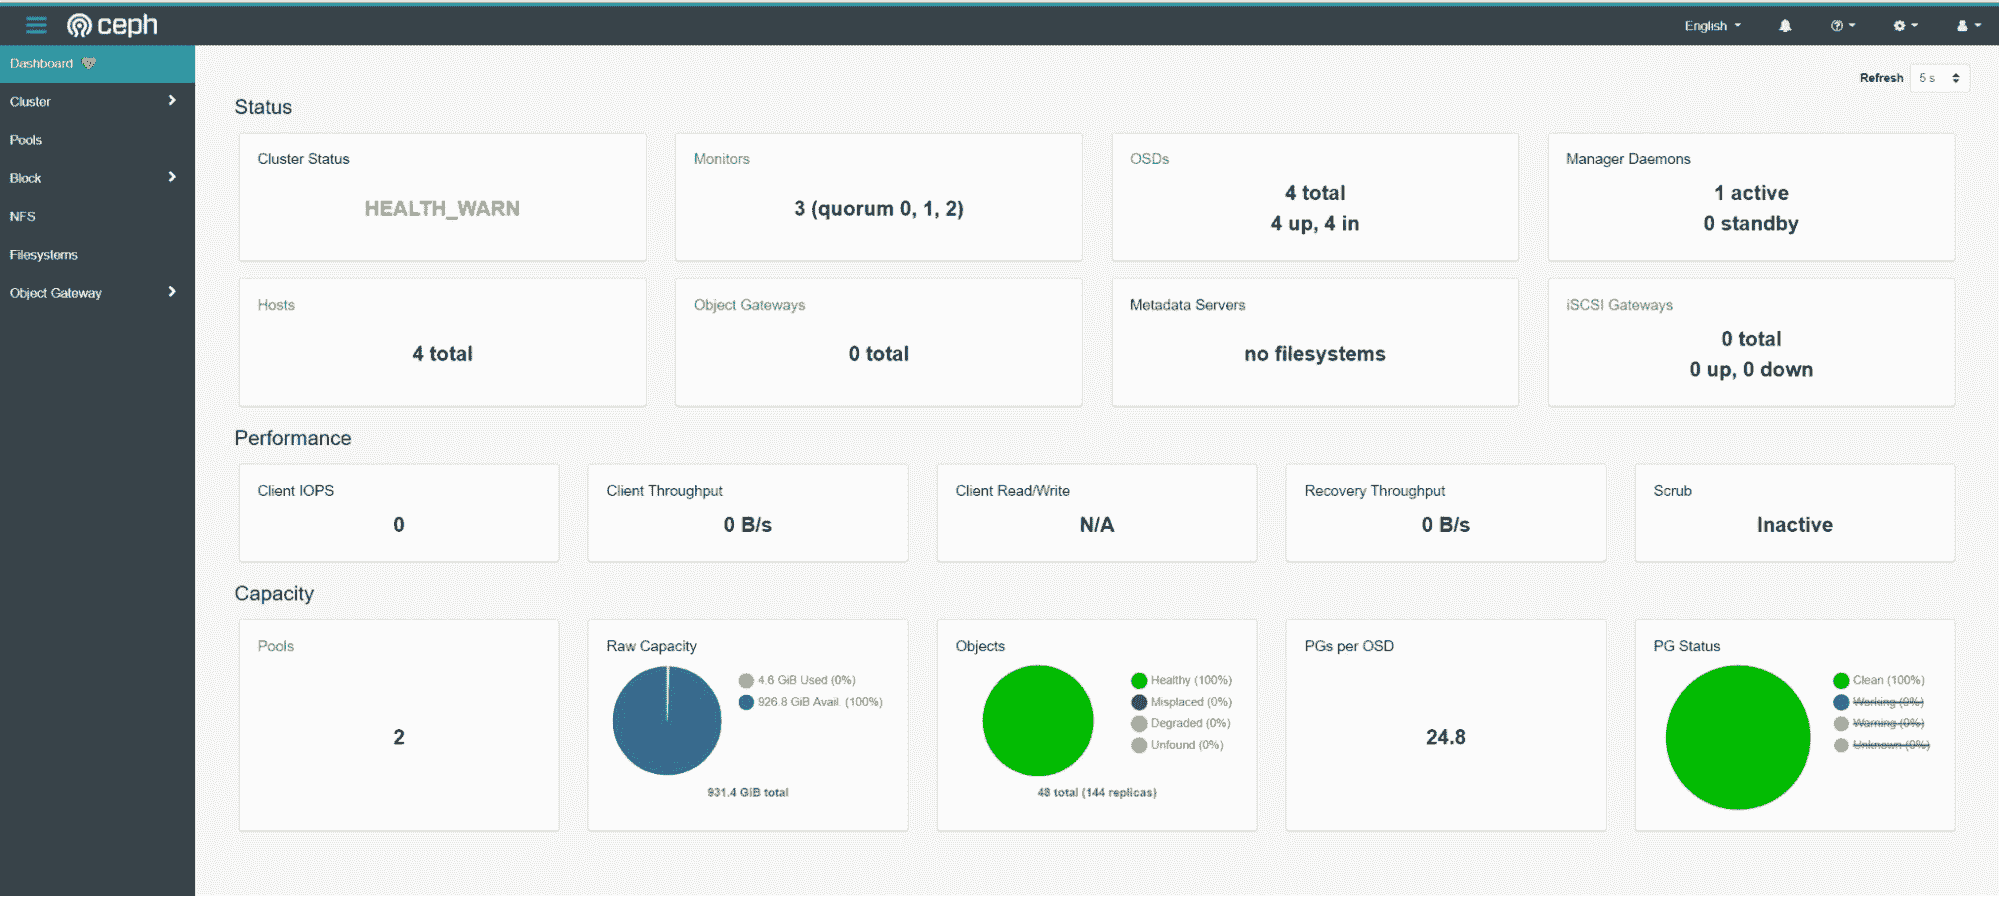 ceph
English
Refresh
5 s
Dashboard
Cluster
Pools
Block
NFS
Filesystems
Object Gateway
Status
Cluster Status
HEALTH_WARN
Monitors
3 (quorum 0, 1, 2)
OSDs
4 total
4 up, 4 in
Manager Daemons
1 active
0 standby
Hosts
4 total
Object Gateways
0 total
Metadata Servers
no filesystems
iSCSI Gateways
0 total
0 up, 0 down
Performance
Client IOPS
0
Client Throughput
0 B/s
Client Read/Write
N/A
Recovery Throughput
0 B/s
Scrub
Inactive
Capacity
Pools
2
Raw Capacity
4.6 GiB Used (0%)
926.8 GiB Avail. (100%)
931.4 GiB total
Objects
Healthy (100%)
Misplaced (0%)
Degraded (0%)
Unfound (0%)
48 total (144 replicas)
PGs per OSD
24.8
PG Status
Clean (100%)
Working (0%)
Warning (0%)
Unknown (0%)